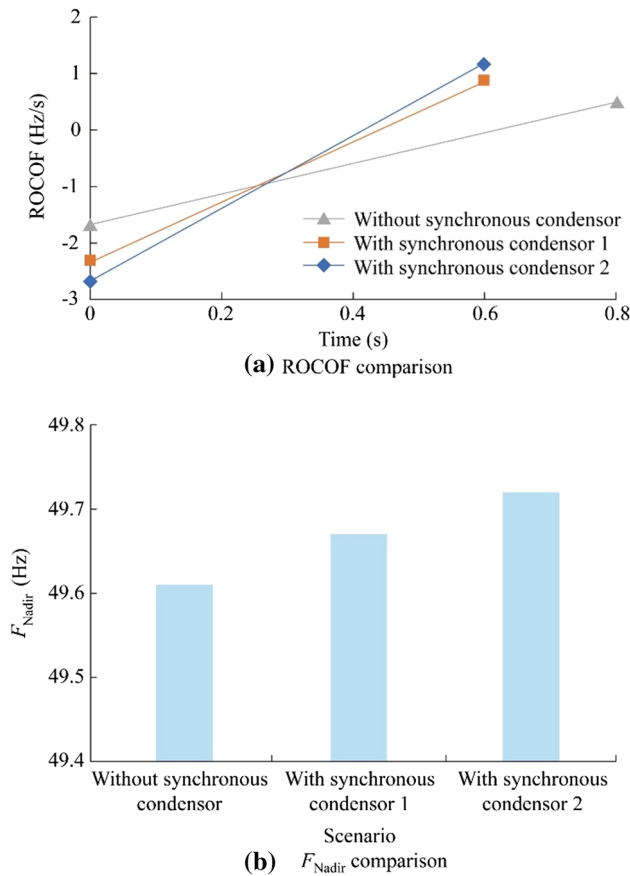 2
1
0
-1
-2
-3
ROCOF (Hz/s)
Without synchronous condensor
With synchronous condensor 1
With synchronous condensor 2
0
0.2
0.4
0.6
0.8
Time (s)
(a) ROCOF comparison
49.8
49.7
49.6
49.5
49.4
F_Nadir (Hz)
Without synchronous
condensor
With synchronous
condensor 1
With synchronous
condensor 2
Scenario
(b) F_Nadir comparison